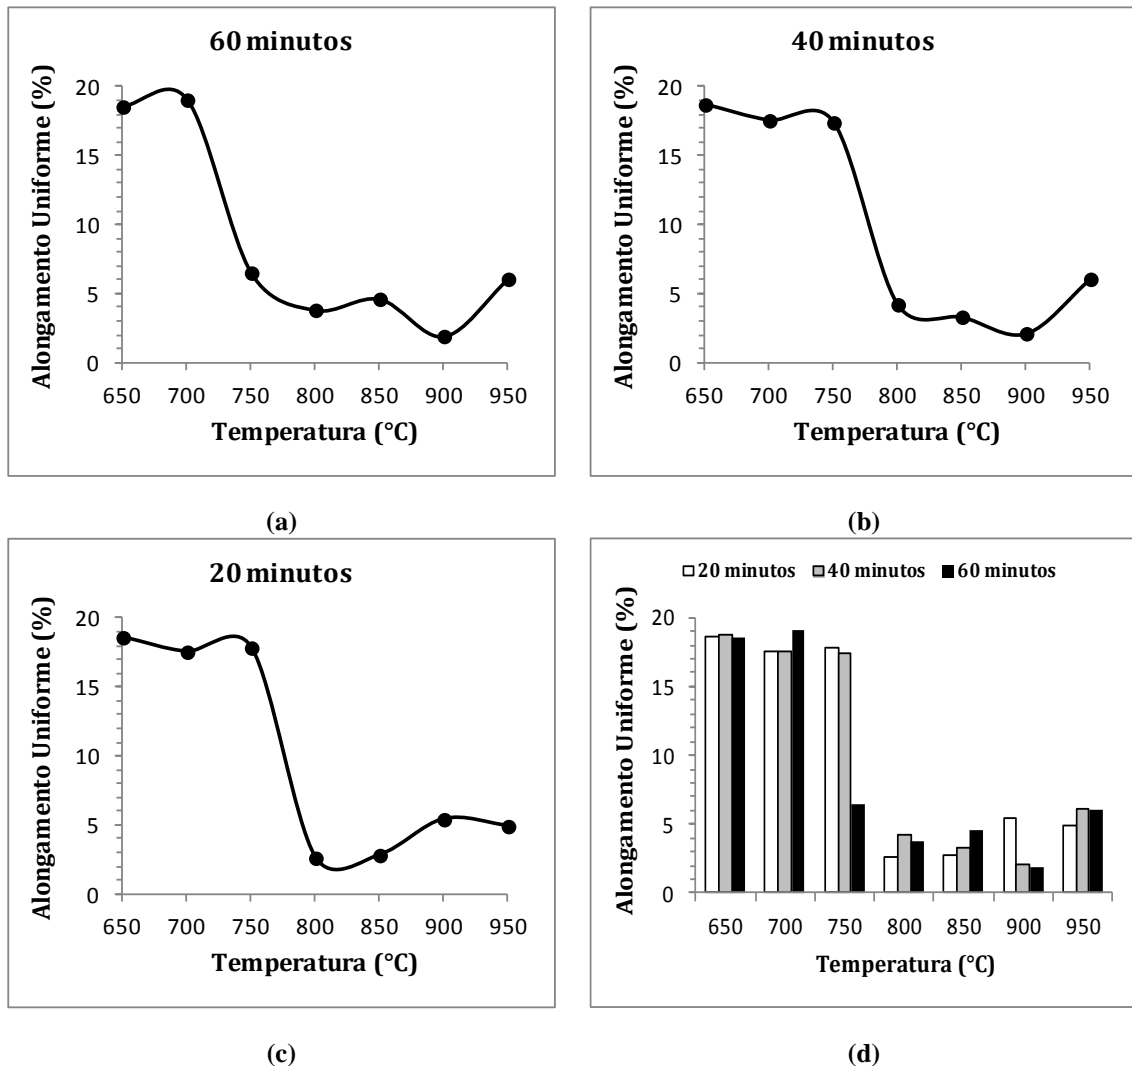 60 minutos
Alongamento Uniforme (%)
20
15
10
5
0
650 700 750 800 850 900 950
Temperatura (°C)
(a)
40 minutos
Alongamento Uniforme (%)
20
15
10
5
0
650 700 750 800 850 900 950
Temperatura (°C)
(b)
20 minutos
Alongamento Uniforme (%)
20
15
10
5
0
650 700 750 800 850 900 950
Temperatura (°C)
(c)
20 minutos 40 minutos 60 minutos
Alongamento Uniforme (%)
20
15
10
5
0
650 700 750 800 850 900 950
Temperatura (°C)
(d)